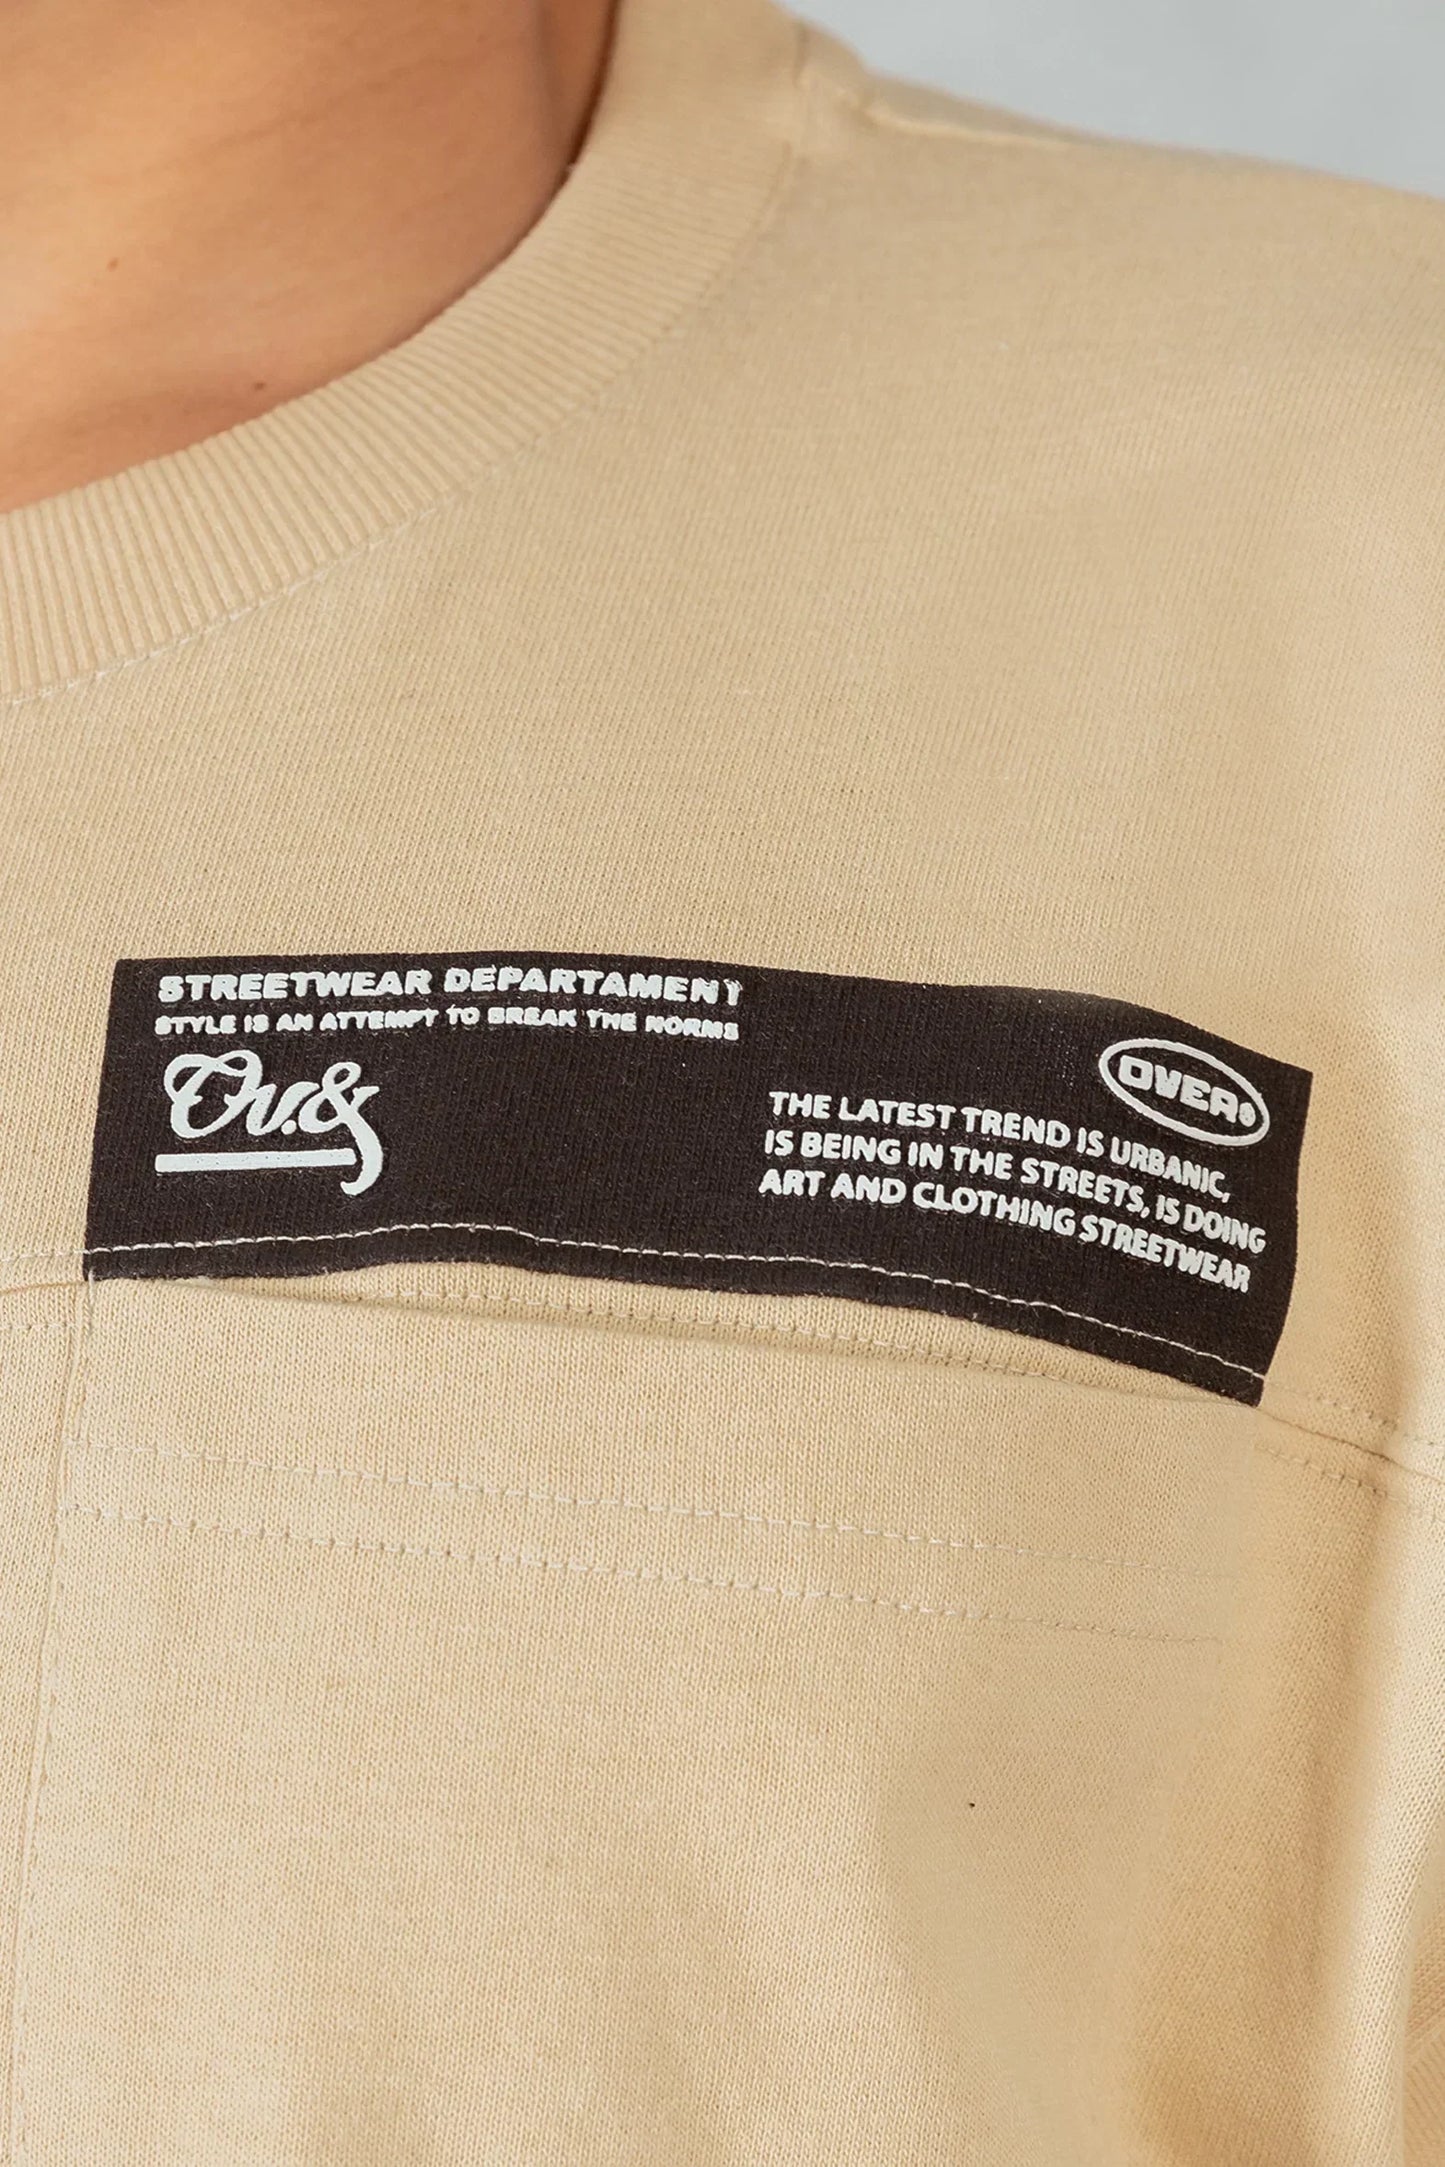 STREETWEAR DEPARTAMENT
STYLE IS AN ATTEMPT TO BREAK THE NORMS
Ov.&
OVER®
THE LATEST TREND IS URBANIC,
IS BEING IN THE STREETS, IS DOING
ART AND CLOTHING STREETWEAR